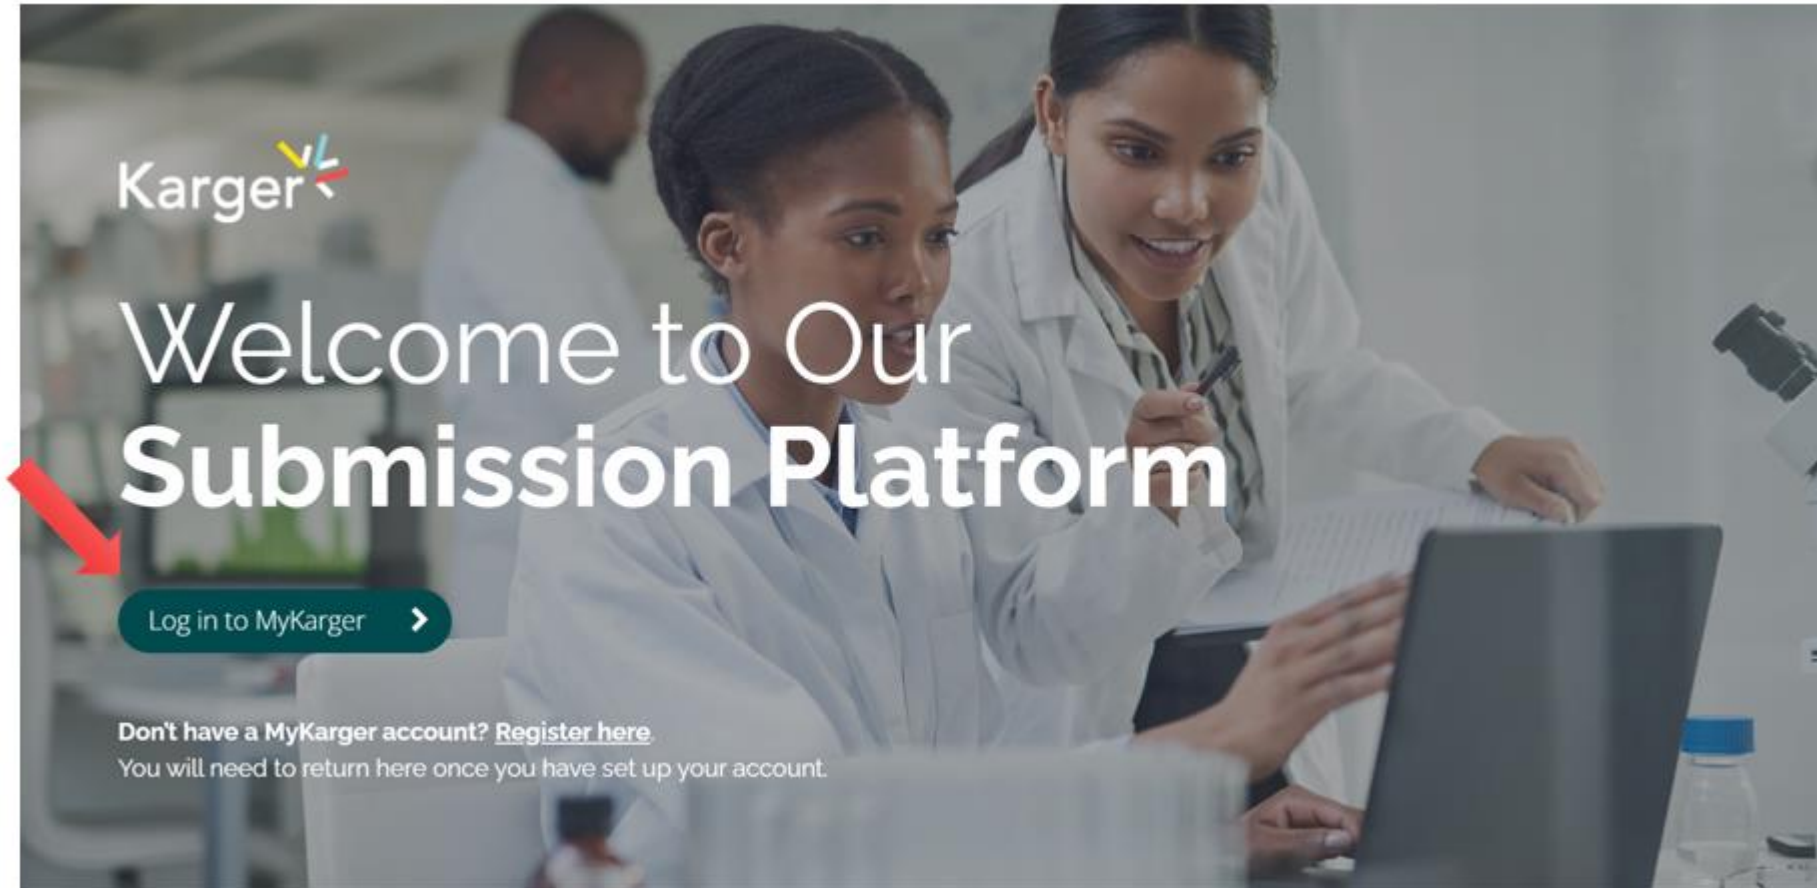 Karger
Welcome to Our
Submission Platform
Log in to MyKarger
Don't have a MyKarger account? Register here.
You will need to return here once you have set up your account.